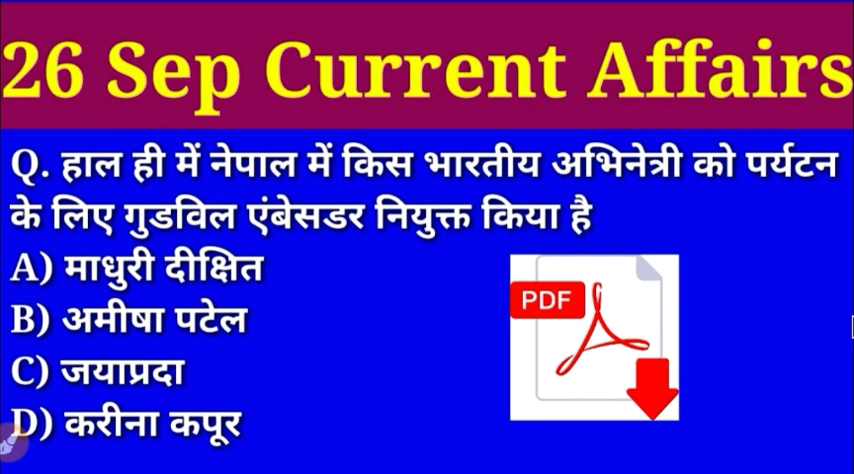 26 Sep Current Affairs
Q. हाल ही में नेपाल में किस भारतीय अभिनेत्री को पर्यटन
के लिए गुडविल एंबेसडर नियुक्त किया है
A) माधुरी दीक्षित
B) अमीषा पटेल
PDF
C) जयाप्रदा
D) करीना कपूर